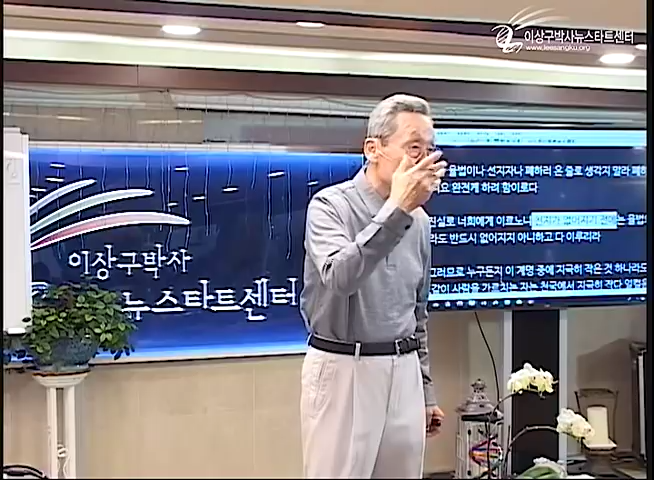 이상구박사뉴스타트센터
www.leesangku.org
율법이나 선지자나 폐하러 온 줄로 생각지 말라 폐하
요 완전케 하려 함이로다
진실로 너희에게 이르노니 천지가 없어지기 전에는 율법
라도 반드시 없어지지 아니하고 다 이루리라
그러므로 누구든지 이 계명 중에 지극히 작은 것 하나라도
같이 사람을 가르치는 자는 천국에서 지극히 작다 일컬음
이상구박사
뉴스타트센터